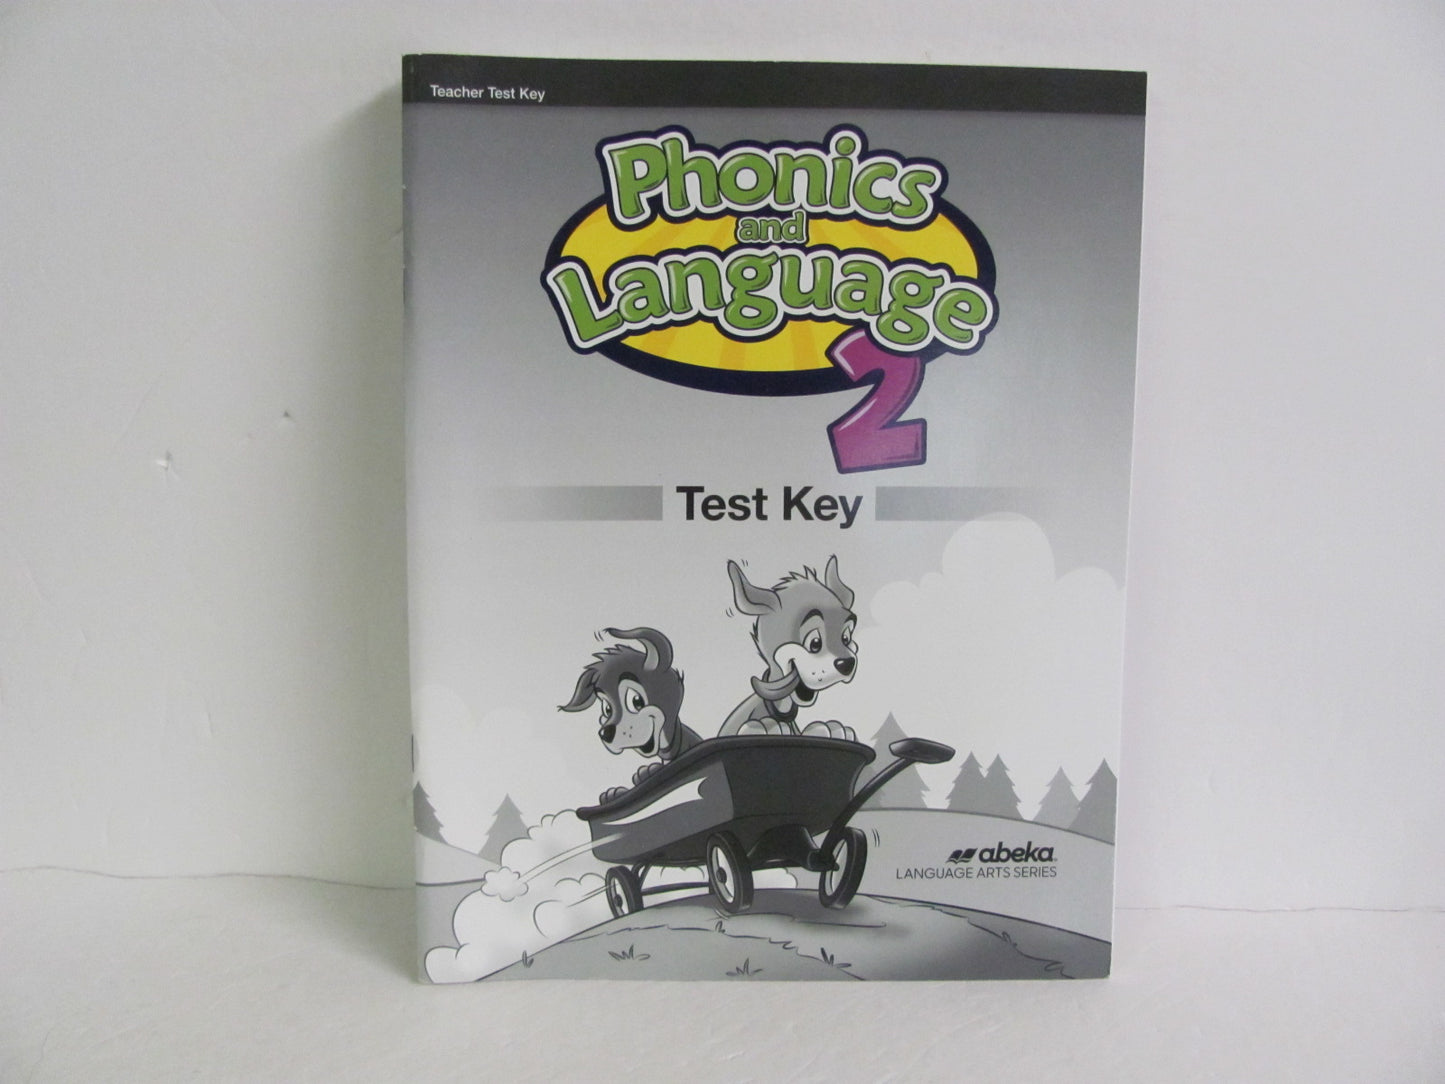 Teacher Test Key
Phonics
and
Language
2
Test Key
abeka
LANGUAGE ARTS SERIES